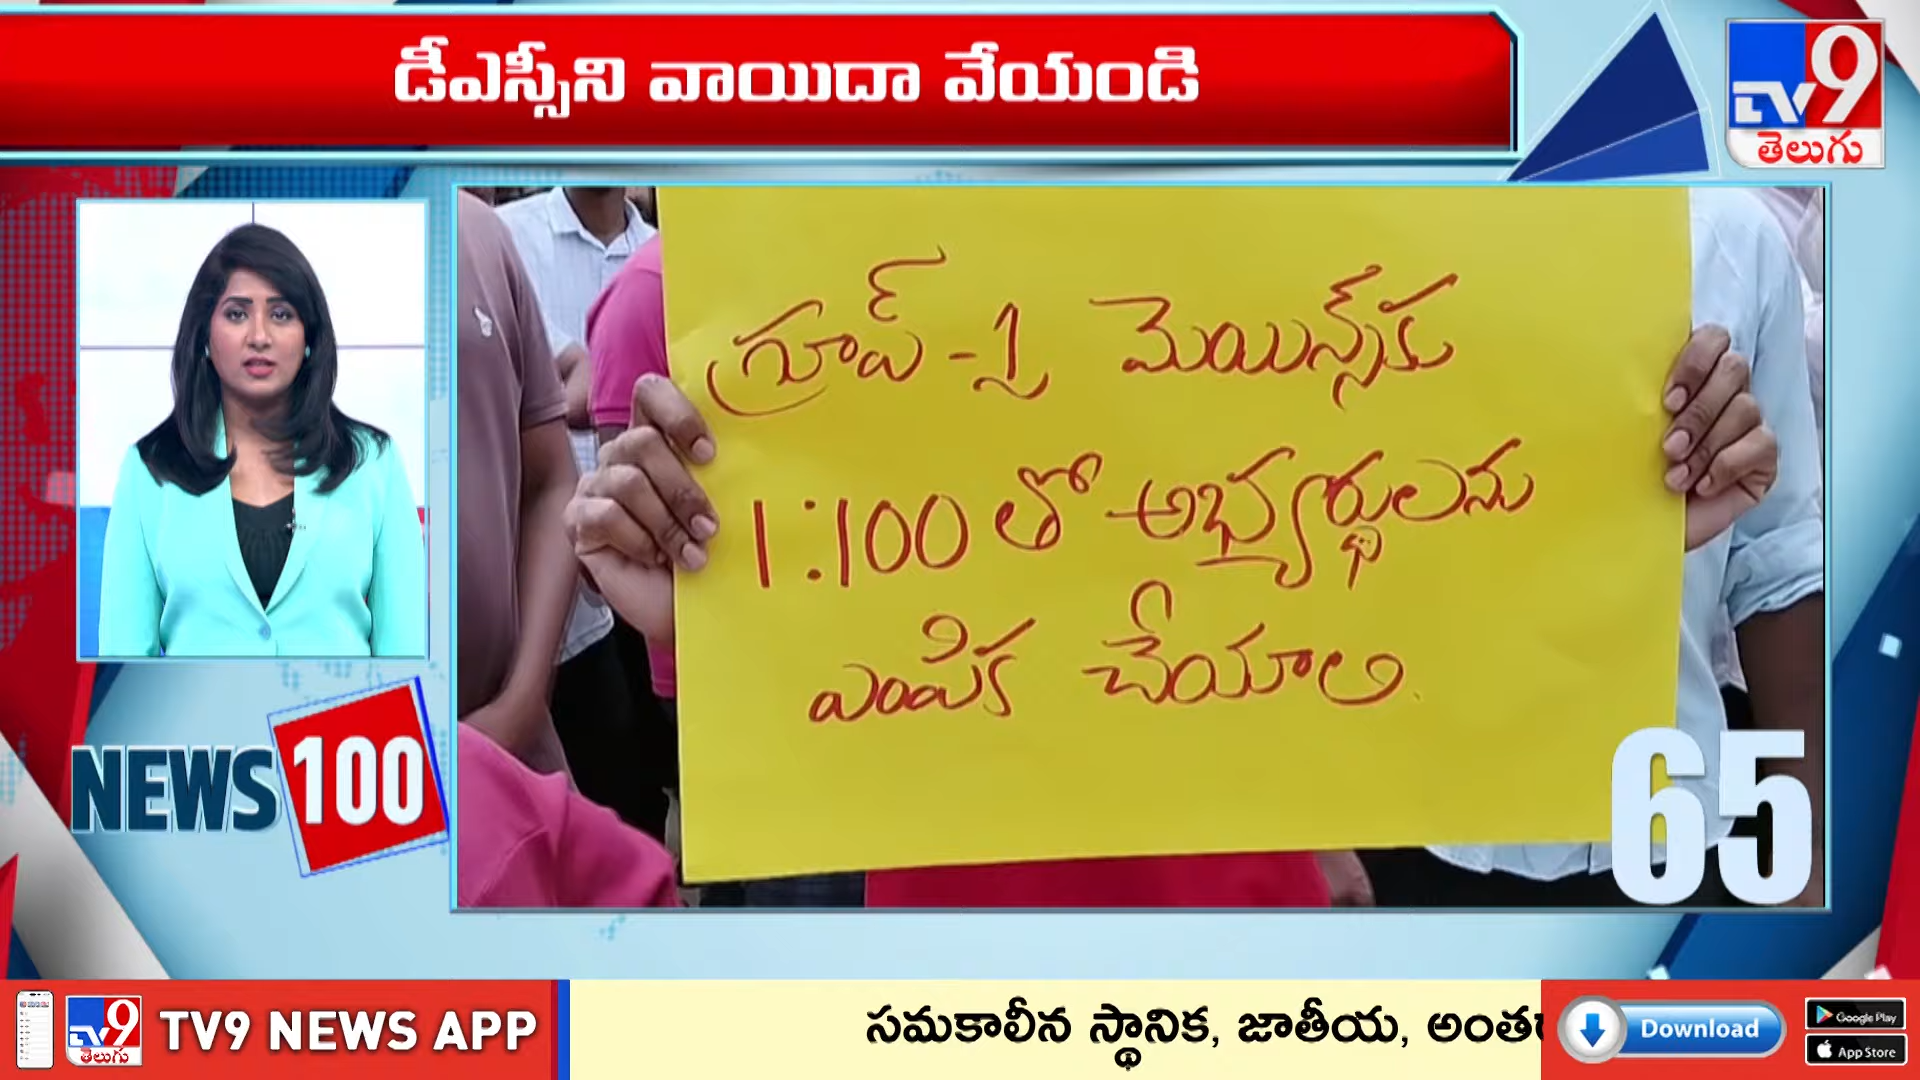 డీఎస్సీని వాయిదా వేయండి
TV9
తెలుగు
గ్రూప్ -1 మెయిన్స్‌కు
1:100 తో అభ్యర్థులను
ఎంపిక చేయాలి.
65
NEWS 100
TV9
తెలుగు
TV9 NEWS APP
సమకాలీన స్థానిక, జాతీయ,
Download
Google Play
App Store